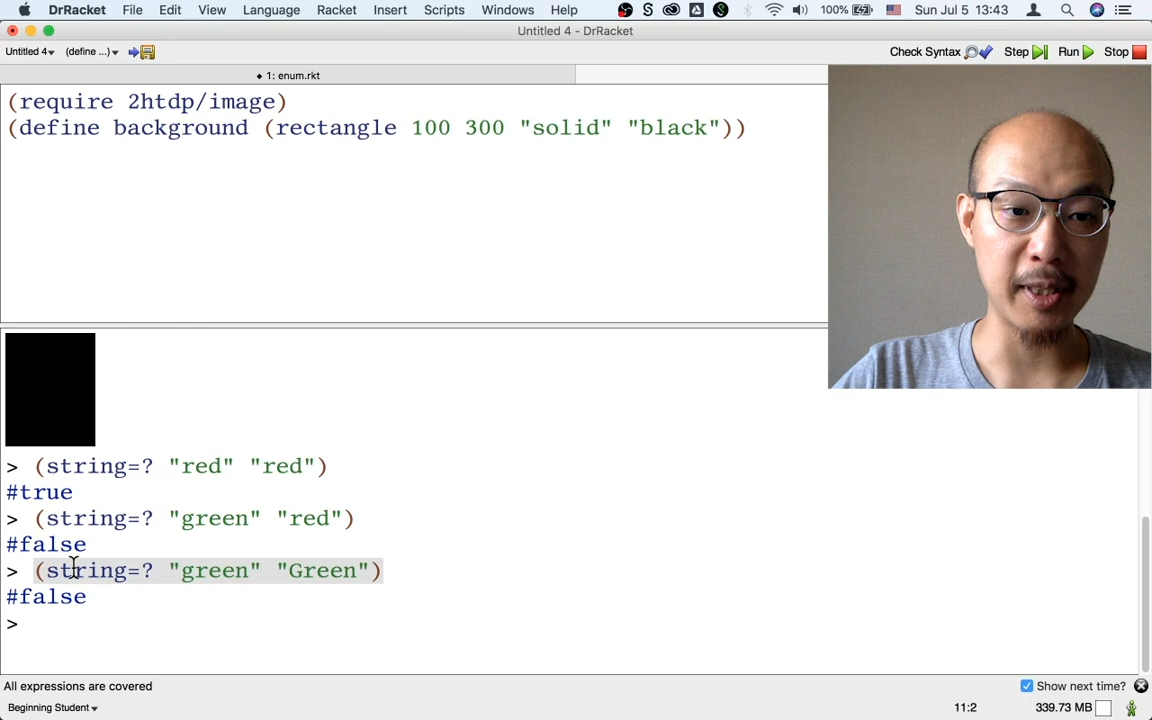 DrRacket File Edit View Language Racket Insert Scripts Windows Help 100% Sun Jul 5 13:43
Untitled 4 - DrRacket
Untitled 4 (define ...) Check Syntax Step Run Stop
1: enum.rkt
(require 2htdp/image)
(define background (rectangle 100 300 "solid" "black"))
> (string=? "red" "red")
#true
> (string=? "green" "red")
#false
> (string=? "green" "Green")
#false
>
All expressions are covered Show next time?
Beginning Student 11:2 339.73 MB